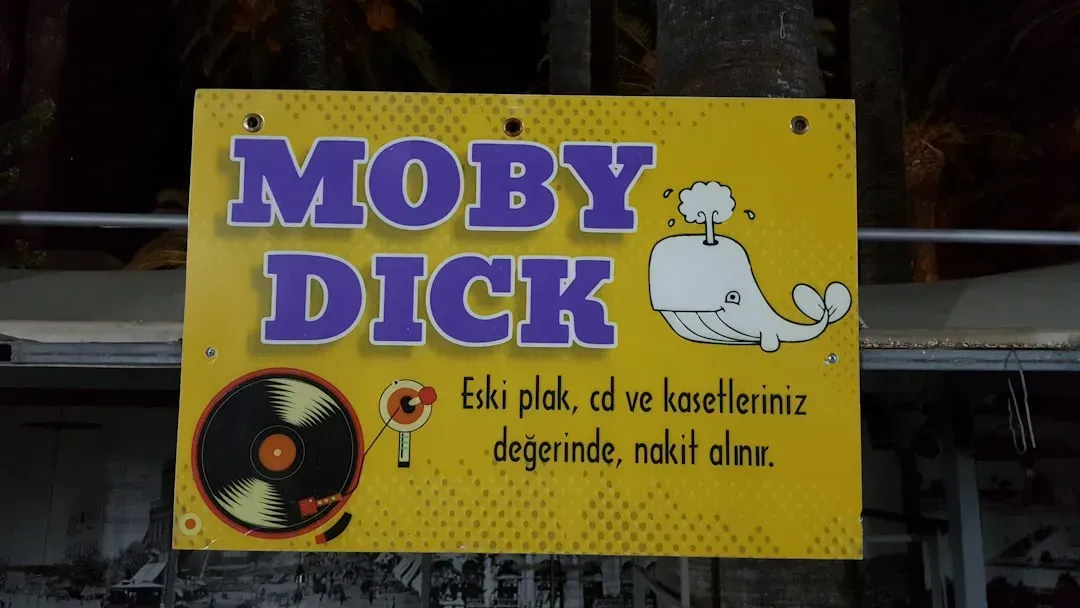 MOBY
DICK
Eski plak, cd ve kasetleriniz
değerinde, nakit alınır.